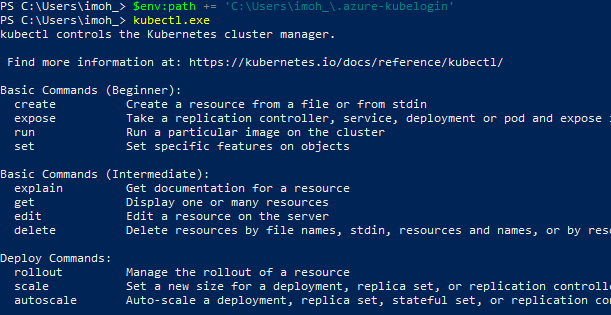 PS C:\Users\imoh_> $env:path += 'C:\Users\imoh_\.azure-kubelogin'
PS C:\Users\imoh_> kubectl.exe
kubectl controls the Kubernetes cluster manager.
Find more information at: https://kubernetes.io/docs/reference/kubectl/
Basic Commands (Beginner):
create Create a resource from a file or from stdin
expose Take a replication controller, service, deployment or pod and expose
run Run a particular image on the cluster
set Set specific features on objects
Basic Commands (Intermediate):
explain Get documentation for a resource
get Display one or many resources
edit Edit a resource on the server
delete Delete resources by file names, stdin, resources and names, or by
Deploy Commands:
rollout Manage the rollout of a resource
scale Set a new size for a deployment, replica set, or replication
autoscale Auto-scale a deployment, replica set, stateful set, or replication